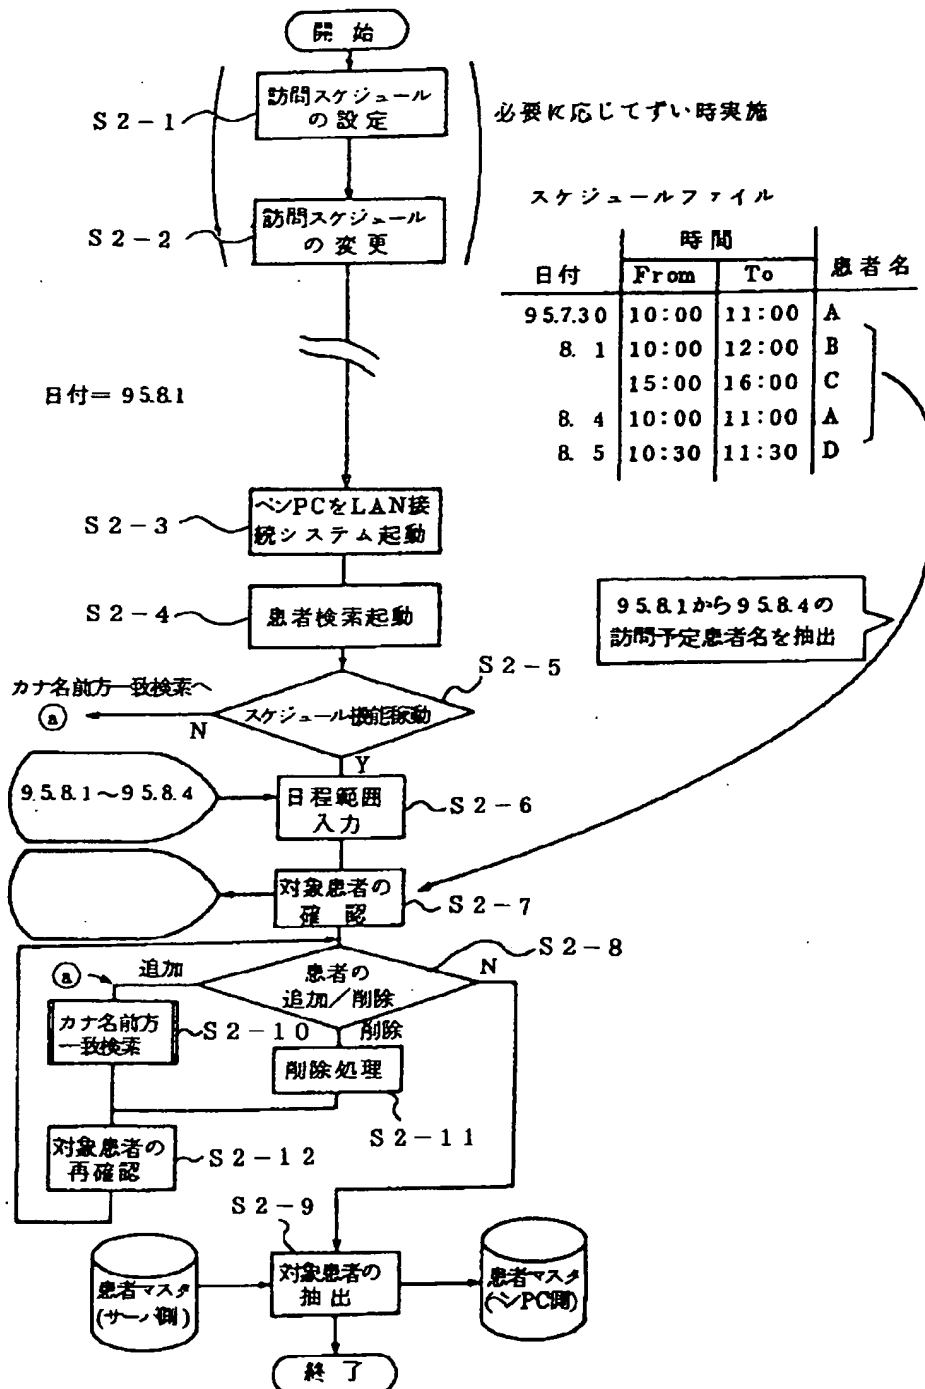 開始
訪問スケジュール
の設定
S2-1
必要に応じてずい時実施
訪問スケジュール
の変更
S2-2
スケジュールファイル
時間
日付 From To 患者名
95.7.30 10:00 11:00 A
8.1 10:00 12:00 B
15:00 16:00 C
8.4 10:00 11:00 A
8.5 10:30 11:30 D
日付=95.8.1
ペンPCをLAN接
続システム起動
S2-3
患者検索起動
S2-4
95.8.1から95.8.4の
訪問予定患者名を抽出
S2-5
カナ名前方一致検索へ
a
スケジュール機能稼動
N
Y
95.8.1〜95.8.4
日程範囲
入力
S2-6
対象患者の
確認
S2-7
S2-8
患者の
追加/削除
追加
N
a
削除
カナ名前方
一致検索
S2-10
削除処理
S2-11
対象患者の
再確認
S2-12
S2-9
対象患者の
抽出
患者マスタ
(サーバ側)
患者マスタ
(ペンPC側)
終了